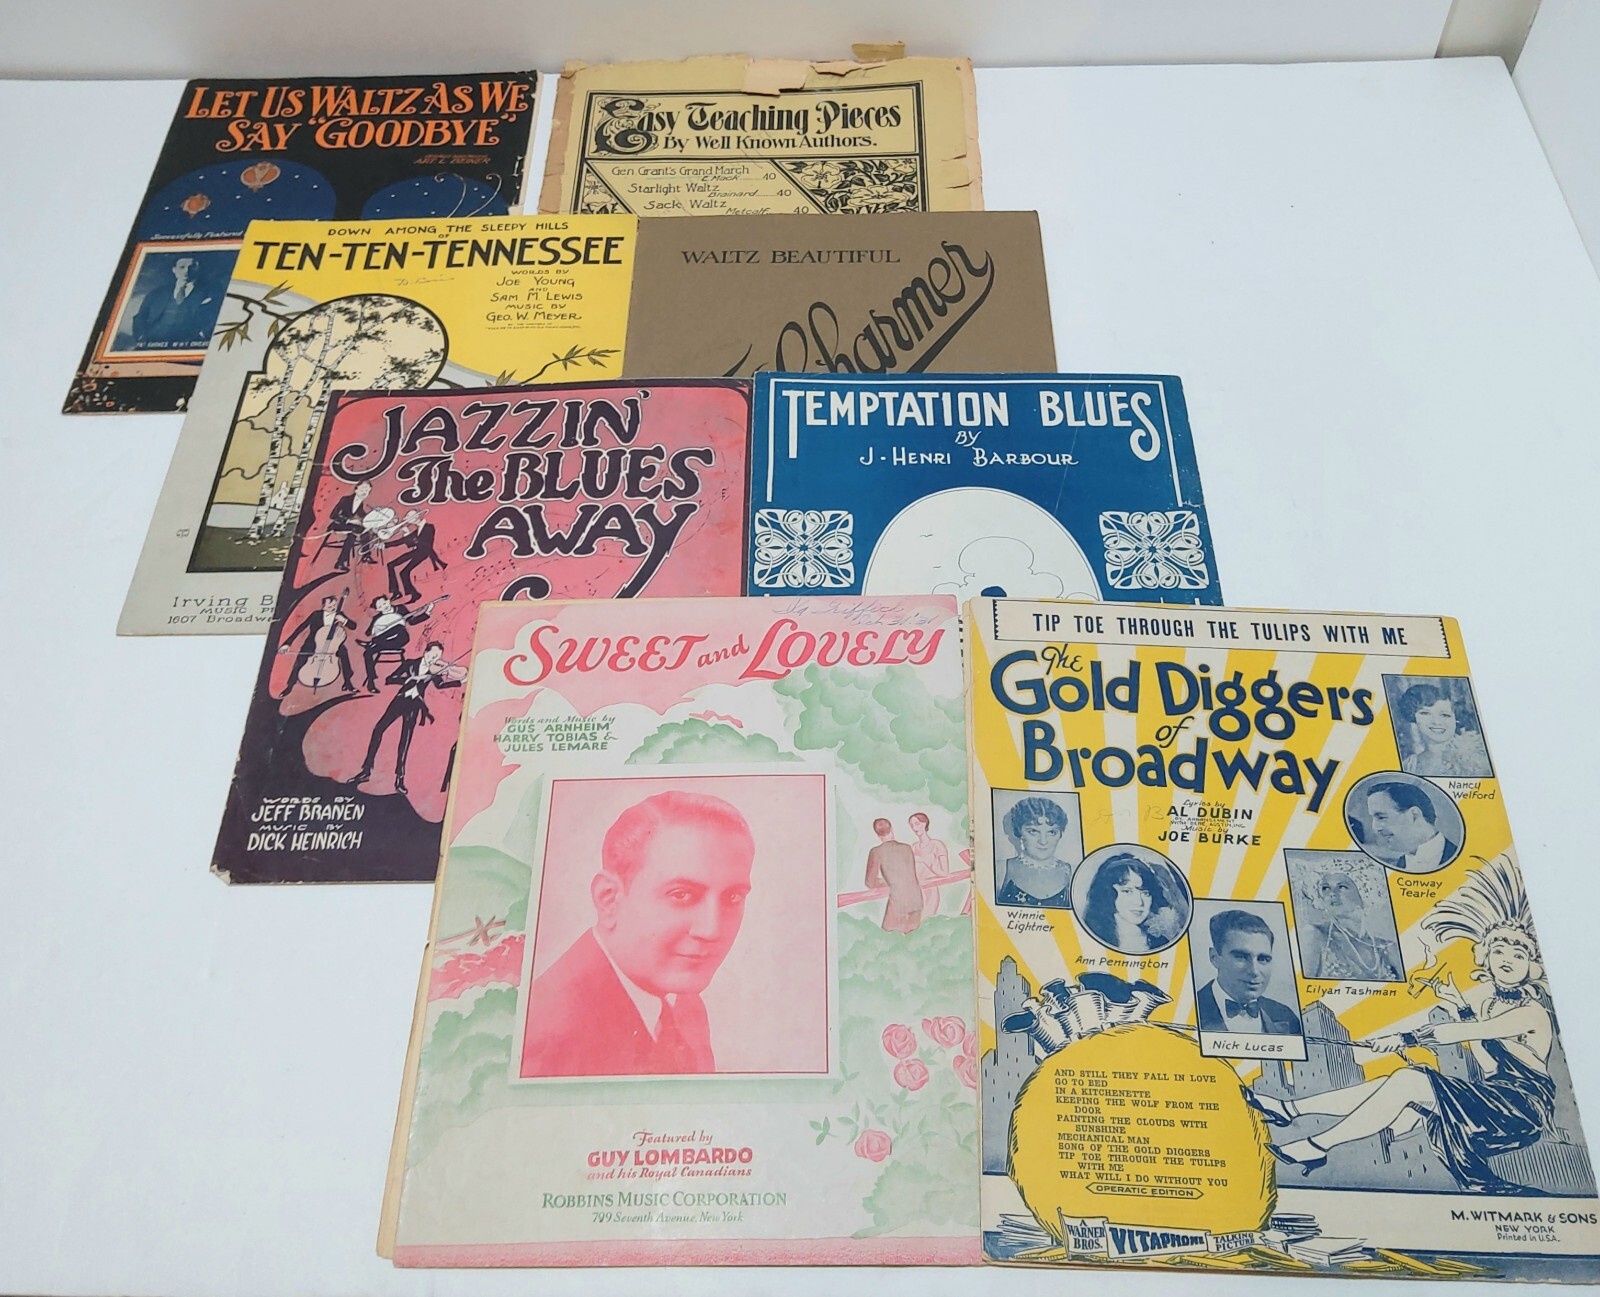 LET US WALTZ AS WE
SAY "GOODBYE"
ART. L. BEINER
Successfully Featured
Easy Teaching Pieces
By Well Known Authors.
Gen. Grant's Grand March
E. Mack 40
Starlight Waltz
Brainard 40
Sack Waltz
Metcalf 40
DOWN AMONG THE SLEEPY HILLS
OF
TEN-TEN-TENNESSEE
WORDS BY
JOE YOUNG
AND
SAM M. LEWIS
MUSIC BY
GEO. W. MEYER
Irving B
MUSIC P
1607 Broadw
WALTZ BEAUTIFUL
Charmer
JAZZIN'
The BLUES
AWAY
WORDS BY
JEFF BRANEN
MUSIC BY
DICK HEINRICH
TEMPTATION BLUES
BY
J. HENRI BARBOUR
SWEET and LOVELY
Words and Music by
GUS ARNHEIM
HARRY TOBIAS &
JULES LEMARE
Featured by
GUY LOMBARDO
and his Royal Canadians
ROBBINS MUSIC CORPORATION
799 Seventh Avenue, New York
TIP TOE THROUGH THE TULIPS WITH ME
The
Gold Diggers
of
Broadway
Lyrics by
AL DUBIN
Music by
JOE BURKE
Nancy
Welford
Conway
Tearle
Winnie
Lightner
Ann Pennington
Lilyan Tashman
Nick Lucas
AND STILL THEY FALL IN LOVE
GO TO BED
IN A KITCHENETTE
KEEPING THE WOLF FROM THE
DOOR
PAINTING THE CLOUDS WITH
SUNSHINE
MECHANICAL MAN
SONG OF THE GOLD DIGGERS
TIP TOE THROUGH THE TULIPS
WITH ME
WHAT WILL I DO WITHOUT YOU
OPERATIC EDITION
A
WARNER
BROS.
VITAPHONE
TALKING
PICTURE
M. WITMARK & SONS
NEW YORK
Printed in U.S.A.